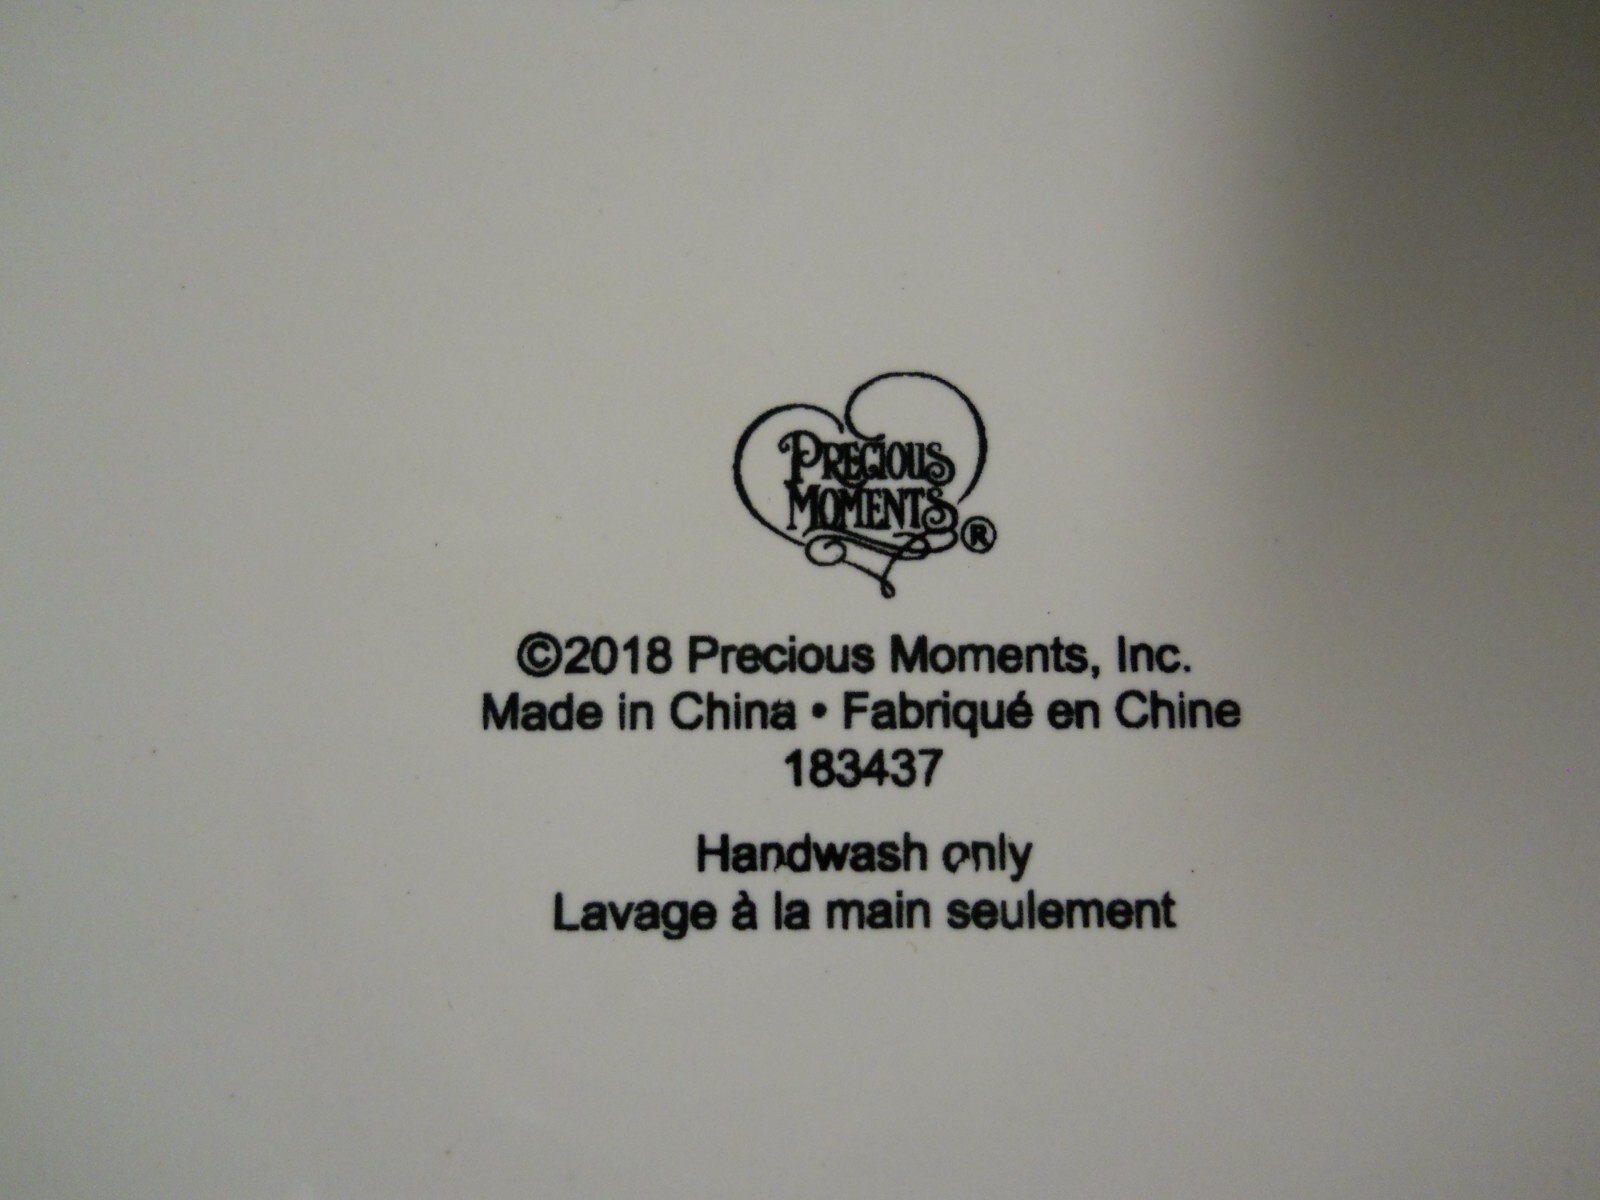 PRECIOUS
MOMENTS®
©2018 Precious Moments, Inc.
Made in China • Fabriqué en Chine
183437
Handwash only
Lavage à la main seulement